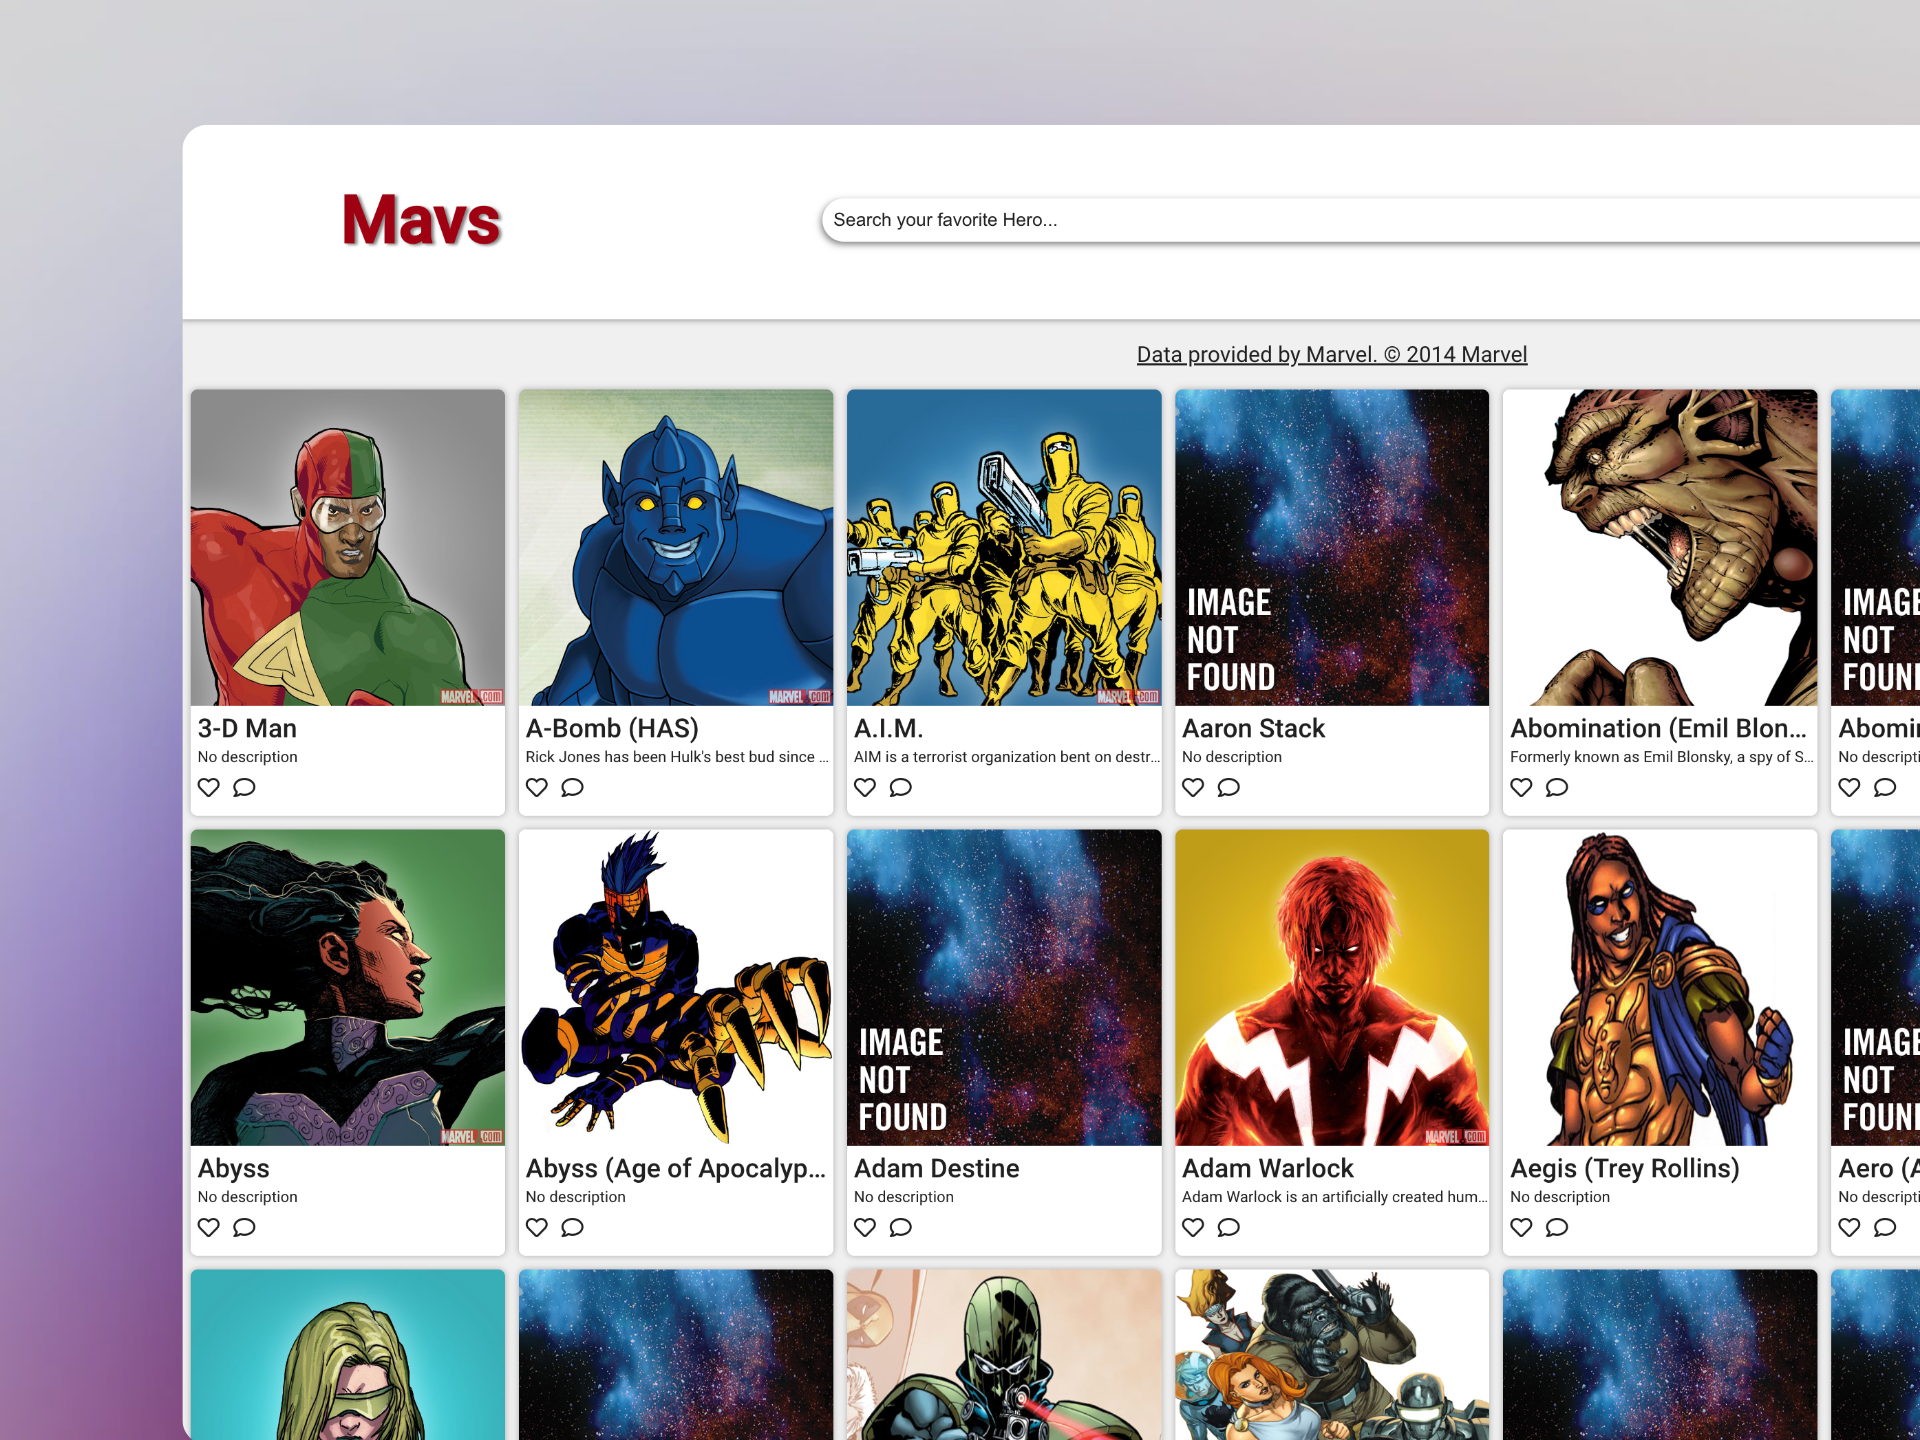 Mavs
Search your favorite Hero...
Data provided by Marvel. © 2014 Marvel
MARVEL .com
MARVEL .com
MARVEL .com
IMAGE
NOT
FOUND
IMAGE
NOT
FOUND
3-D Man
No description
A-Bomb (HAS)
Rick Jones has been Hulk's best bud since ...
A.I.M.
AIM is a terrorist organization bent on destr...
Aaron Stack
No description
Abomination (Emil Blon...
Formerly known as Emil Blonsky, a spy of S...
Abomin
No descripti
MARVEL .com
IMAGE
NOT
FOUND
MARVEL .com
IMAGE
NOT
FOUND
Abyss
No description
Abyss (Age of Apocalyp...
No description
Adam Destine
No description
Adam Warlock
Adam Warlock is an artificially created hum...
Aegis (Trey Rollins)
No description
Aero (A
No descripti